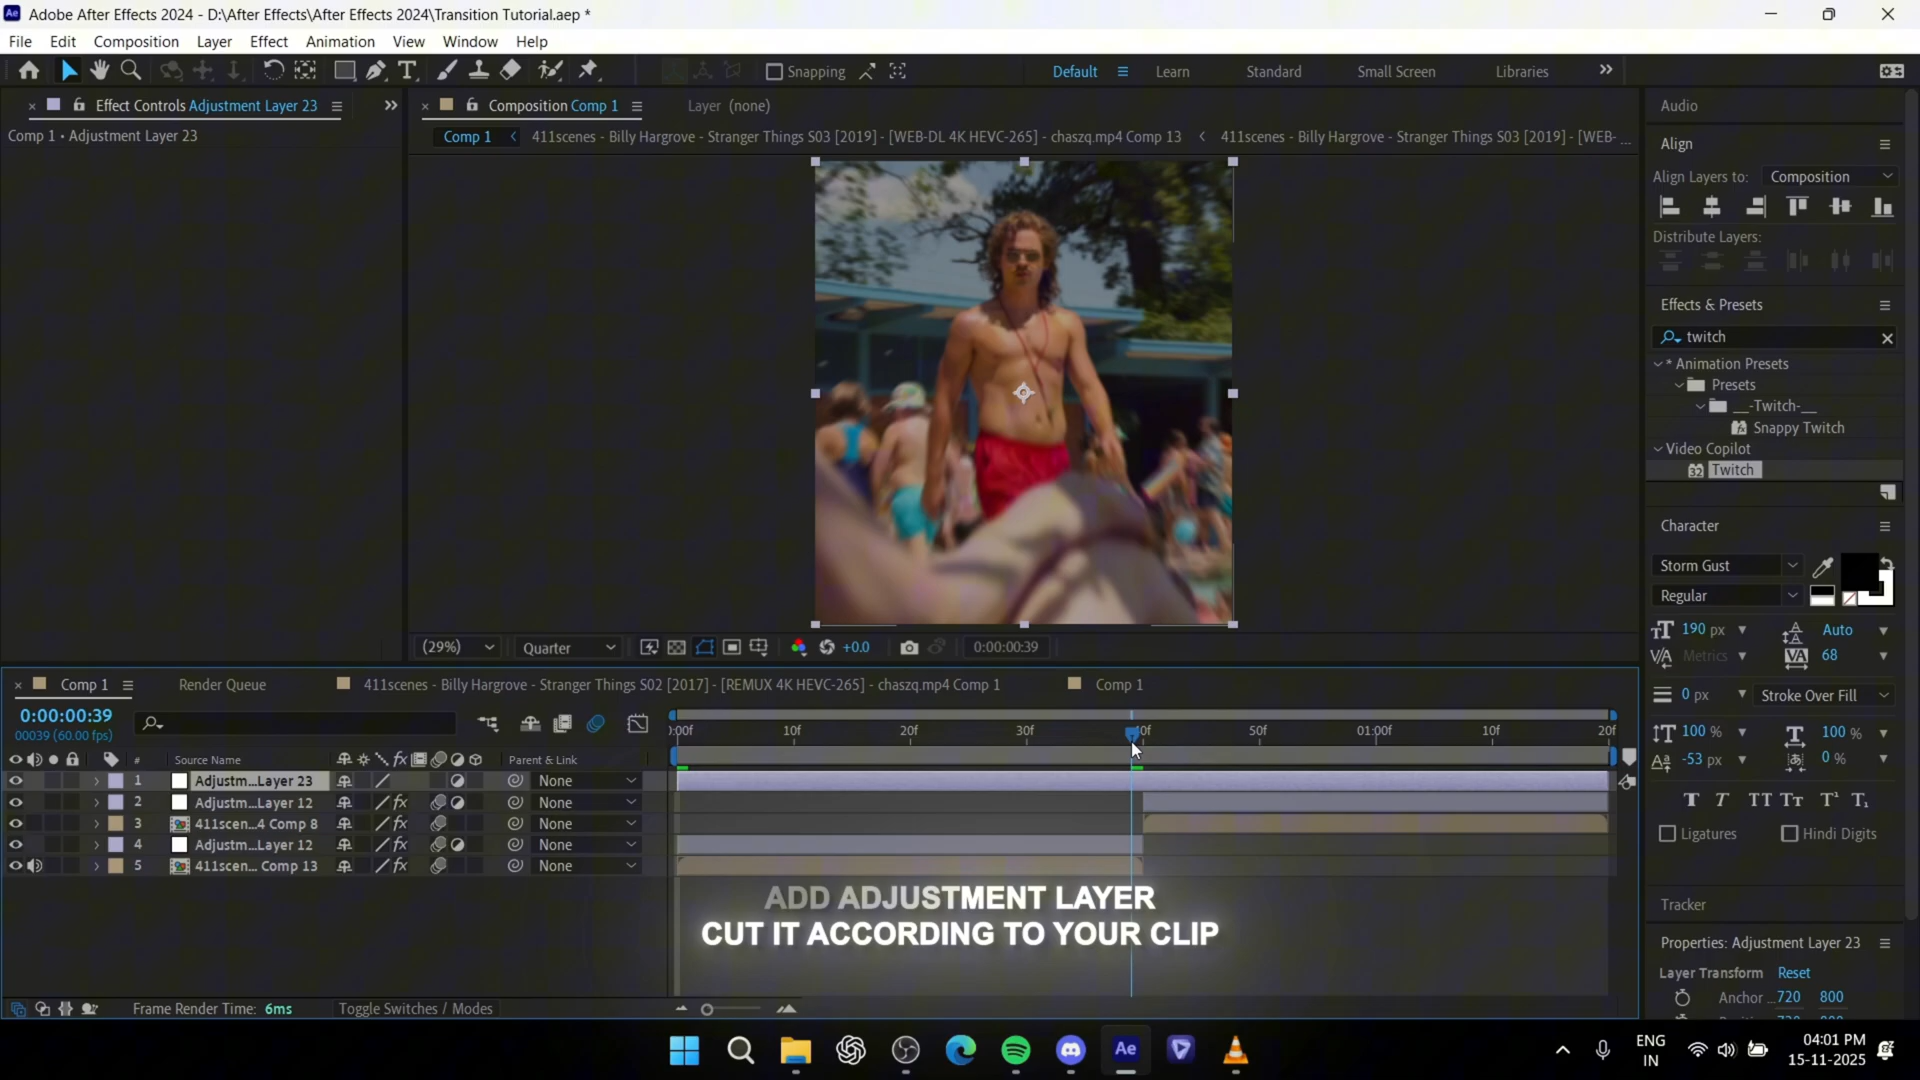 Adobe After Effects 2024 - D:\After Effects\After Effects 2024\Transition Tutorial.aep *
File Edit Composition Layer Effect Animation View Window Help
Snapping Default Learn Standard Small Screen Libraries
Effect Controls Adjustment Layer 23
Composition Comp 1 Layer (none)
Audio
Comp 1 • Adjustment Layer 23
Comp 1 411scenes - Billy Hargrove - Stranger Things S03 [2019] - [WEB-DL 4K HEVC-265] - chaszq.mp4 Comp 13 411scenes - Billy Hargrove - Stranger Things S03 [2019] - [WEB- ...
Align
Align Layers to: Composition
Distribute Layers:
Effects & Presets
twitch
* Animation Presets
Presets
__-Twitch-__
Snappy Twitch
Video Copilot
32 Twitch
Character
Storm Gust
Regular
190 px Auto
Metrics 68
0 px Stroke Over Fill
100 % 100 %
-53 px 0 %
Ligatures Hindi Digits
Tracker
Properties: Adjustment Layer 23
Layer Transform Reset
Anchor ... 720 800
(29%) Quarter +0.0 0:00:00:39
Comp 1 Render Queue 411scenes - Billy Hargrove - Stranger Things S02 [2017] - [REMUX 4K HEVC-265] - chaszq.mp4 Comp 1 Comp 1
0:00:00:39
00039 (60.00 fps)
0:00f 10f 20f 30f 50f 01:00f 10f 20f
# Source Name Parent & Link
1 Adjustm...Layer 23 None
2 Adjustm...Layer 12 fx None
3 411scen...4 Comp 8 fx None
4 Adjustm...Layer 12 fx None
5 411scen... Comp 13 fx None
ADD ADJUSTMENT LAYER
CUT IT ACCORDING TO YOUR CLIP
Frame Render Time: 6ms Toggle Switches / Modes
Ae
ENG
IN
04:01 PM
15-11-2025